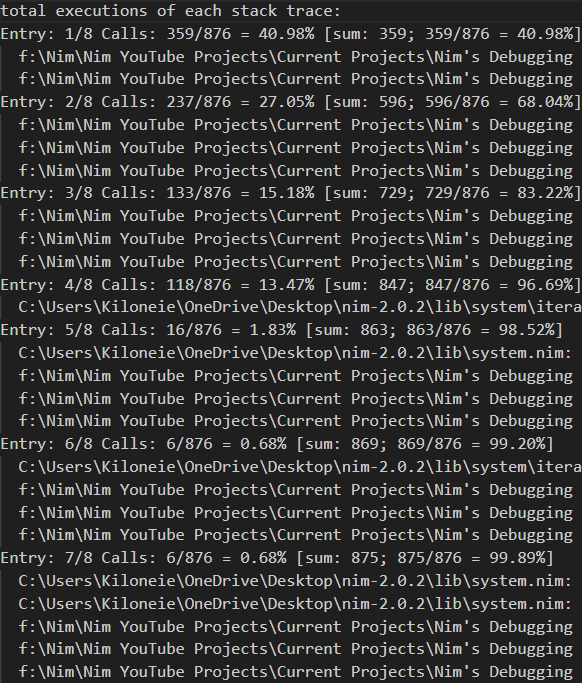 total executions of each stack trace:
Entry: 1/8 Calls: 359/876 = 40.98% [sum: 359; 359/876 = 40.98%]
f:\Nim\Nim YouTube Projects\Current Projects\Nim's Debugging
f:\Nim\Nim YouTube Projects\Current Projects\Nim's Debugging
Entry: 2/8 Calls: 237/876 = 27.05% [sum: 596; 596/876 = 68.04%]
f:\Nim\Nim YouTube Projects\Current Projects\Nim's Debugging
f:\Nim\Nim YouTube Projects\Current Projects\Nim's Debugging
f:\Nim\Nim YouTube Projects\Current Projects\Nim's Debugging
Entry: 3/8 Calls: 133/876 = 15.18% [sum: 729; 729/876 = 83.22%]
f:\Nim\Nim YouTube Projects\Current Projects\Nim's Debugging
f:\Nim\Nim YouTube Projects\Current Projects\Nim's Debugging
f:\Nim\Nim YouTube Projects\Current Projects\Nim's Debugging
Entry: 4/8 Calls: 118/876 = 13.47% [sum: 847; 847/876 = 96.69%]
C:\Users\Kiloneie\OneDrive\Desktop\nim-2.0.2\lib\system\itera
Entry: 5/8 Calls: 16/876 = 1.83% [sum: 863; 863/876 = 98.52%]
C:\Users\Kiloneie\OneDrive\Desktop\nim-2.0.2\lib\system.nim:
f:\Nim\Nim YouTube Projects\Current Projects\Nim's Debugging
f:\Nim\Nim YouTube Projects\Current Projects\Nim's Debugging
f:\Nim\Nim YouTube Projects\Current Projects\Nim's Debugging
Entry: 6/8 Calls: 6/876 = 0.68% [sum: 869; 869/876 = 99.20%]
C:\Users\Kiloneie\OneDrive\Desktop\nim-2.0.2\lib\system\itera
f:\Nim\Nim YouTube Projects\Current Projects\Nim's Debugging
f:\Nim\Nim YouTube Projects\Current Projects\Nim's Debugging
f:\Nim\Nim YouTube Projects\Current Projects\Nim's Debugging
Entry: 7/8 Calls: 6/876 = 0.68% [sum: 875; 875/876 = 99.89%]
C:\Users\Kiloneie\OneDrive\Desktop\nim-2.0.2\lib\system.nim:
C:\Users\Kiloneie\OneDrive\Desktop\nim-2.0.2\lib\system.nim:
f:\Nim\Nim YouTube Projects\Current Projects\Nim's Debugging
f:\Nim\Nim YouTube Projects\Current Projects\Nim's Debugging
f:\Nim\Nim YouTube Projects\Current Projects\Nim's Debugging